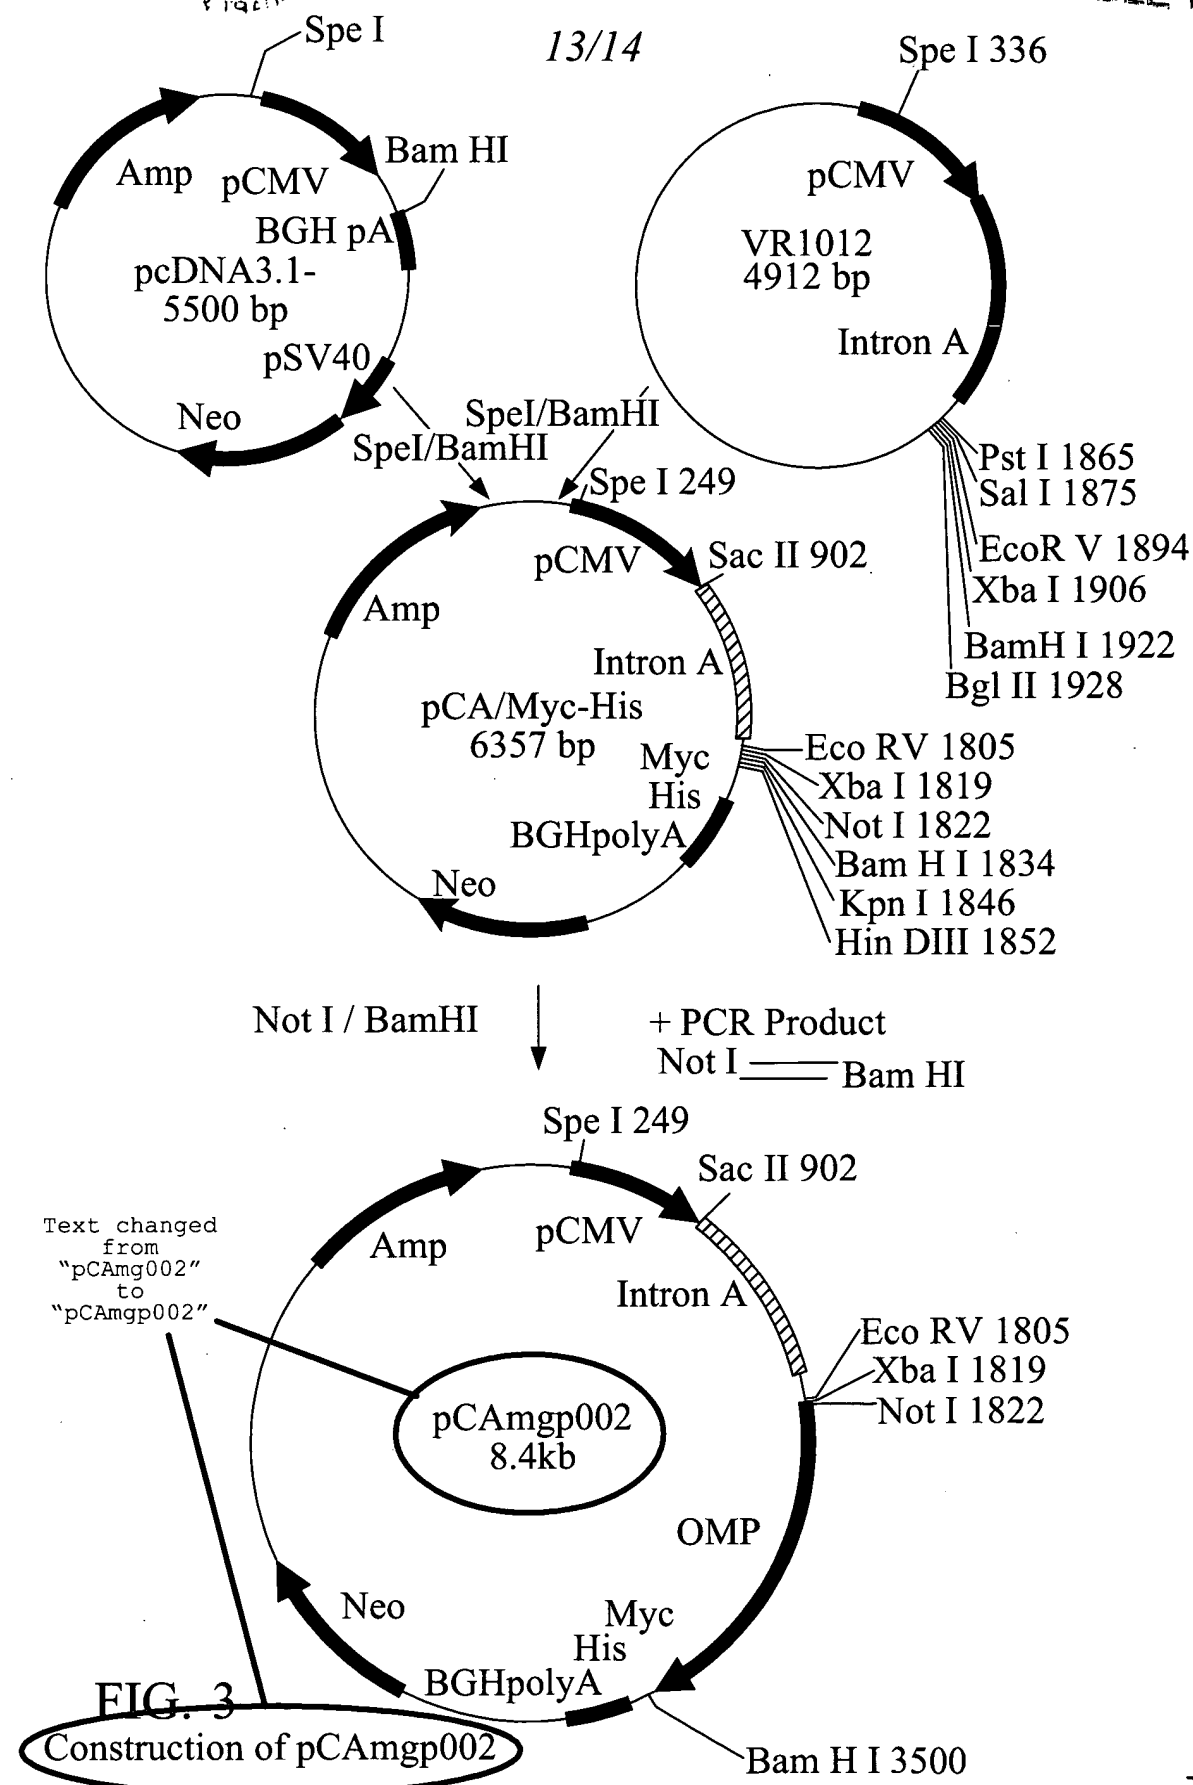 13/14
Spe I
Amp
pCMV
Bam HI
BGH pA
pcDNA3.1-
5500 bp
pSV40
Neo
Spe I 336
pCMV
VR1012
4912 bp
Intron A
Pst I 1865
Sal I 1875
EcoR V 1894
Xba I 1906
BamH I 1922
Bgl II 1928
SpeI/BamHI
SpeI/BamHI
Spe I 249
pCMV
Sac II 902
Amp
Intron A
pCA/Myc-His
6357 bp
Myc
His
BGHpolyA
Neo
Eco RV 1805
Xba I 1819
Not I 1822
Bam H I 1834
Kpn I 1846
Hin DIII 1852
Not I / BamHI
+ PCR Product
Not I
Bam HI
Spe I 249
Sac II 902
pCMV
Amp
Intron A
Text changed
from
"pCAmg002"
to
"pCAmgp002"
Eco RV 1805
Xba I 1819
Not I 1822
pCAmgp002
8.4kb
OMP
Neo
Myc
His
BGHpolyA
Bam H I 3500
FIG. 3
Construction of pCAmgp002